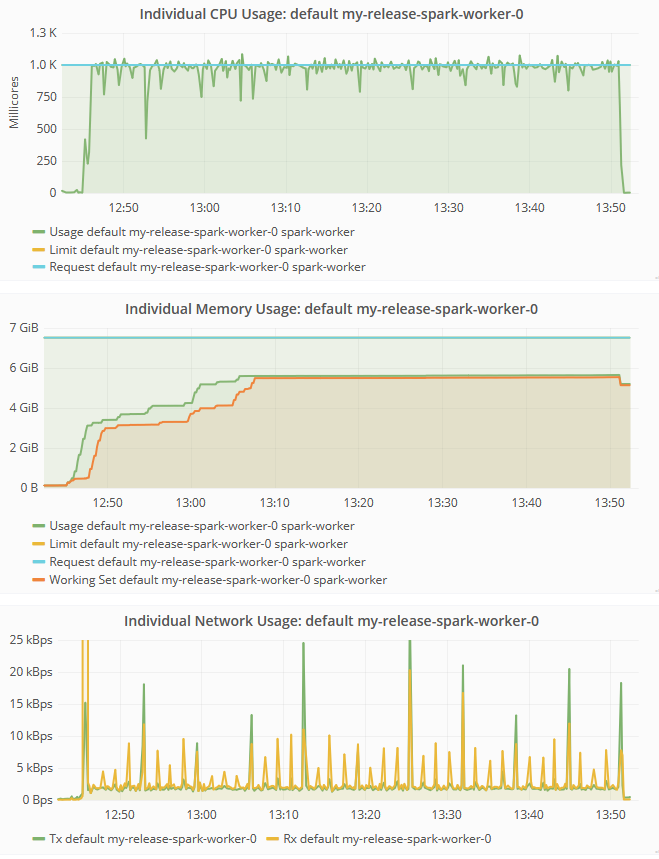 Individual CPU Usage: default my-release-spark-worker-0
1.3 K
1.0 K
750
500
250
0
Millicores
12:50 13:00 13:10 13:20 13:30 13:40 13:50
Usage default my-release-spark-worker-0 spark-worker
Limit default my-release-spark-worker-0 spark-worker
Request default my-release-spark-worker-0 spark-worker
Individual Memory Usage: default my-release-spark-worker-0
7 GiB
6 GiB
4 GiB
2 GiB
0 B
12:50 13:00 13:10 13:20 13:30 13:40 13:50
Usage default my-release-spark-worker-0 spark-worker
Limit default my-release-spark-worker-0 spark-worker
Request default my-release-spark-worker-0 spark-worker
Working Set default my-release-spark-worker-0 spark-worker
Individual Network Usage: default my-release-spark-worker-0
25 kBps
20 kBps
15 kBps
10 kBps
5 kBps
0 Bps
12:50 13:00 13:10 13:20 13:30 13:40 13:50
Tx default my-release-spark-worker-0 Rx default my-release-spark-worker-0